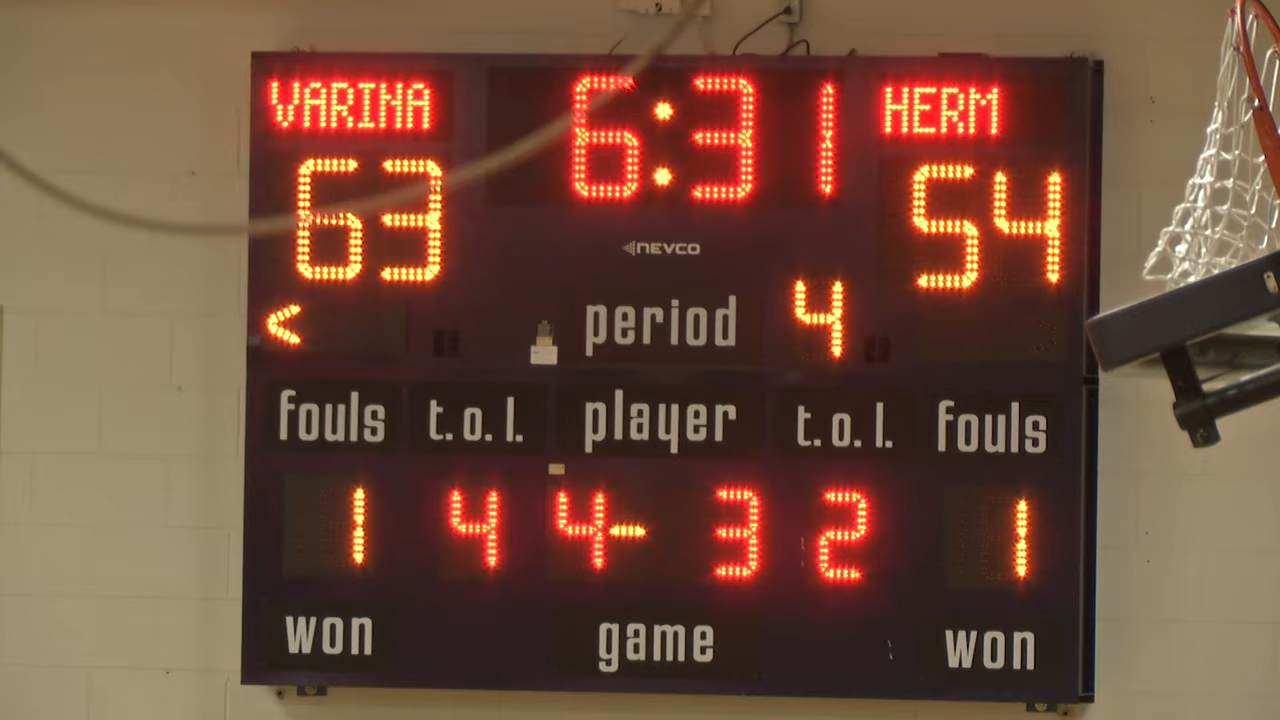 VARINA 6:31 HERM
63 54
NEVCO
< period 4
fouls t.o.l. player t.o.l. fouls
1 4 4- 3 2 1
won game won